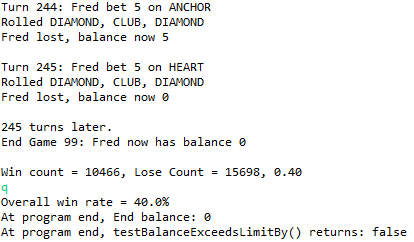 Turn 244: Fred bet 5 on ANCHOR
Rolled DIAMOND, CLUB, DIAMOND
Fred lost, balance now 5
Turn 245: Fred bet 5 on HEART
Rolled DIAMOND, CLUB, DIAMOND
Fred lost, balance now 0
245 turns later.
End Game 99: Fred now has balance 0
Win count = 10466, Lose Count = 15698, 0.40
q
Overall win rate = 40.0%
At program end, End balance: 0
At program end, testBalanceExceedsLimitBy() returns: false